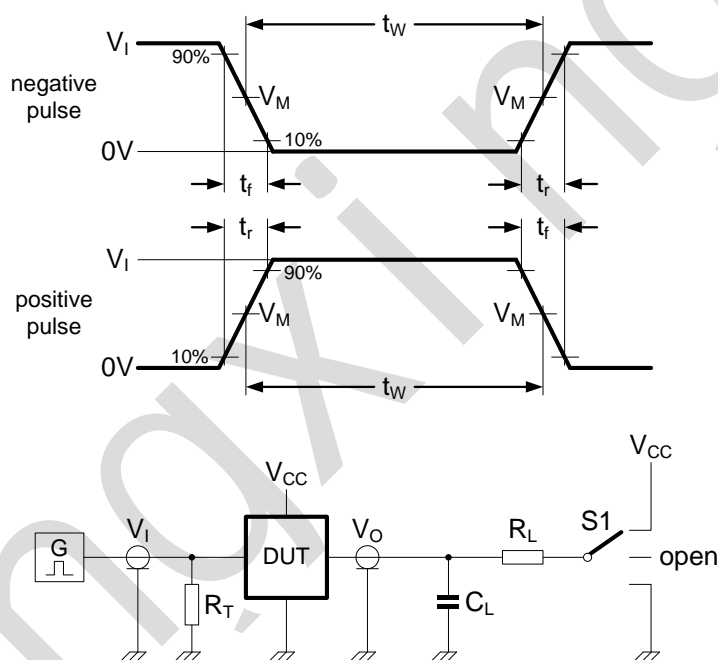 t_W
V_I
90%
negative
pulse
V_M
V_M
0V
10%
t_f
t_r
t_r
t_f
V_I
90%
positive
pulse
V_M
V_M
10%
0V
t_W
V_CC
V_CC
V_I
V_O
R_L
S1
G
DUT
open
R_T
C_L